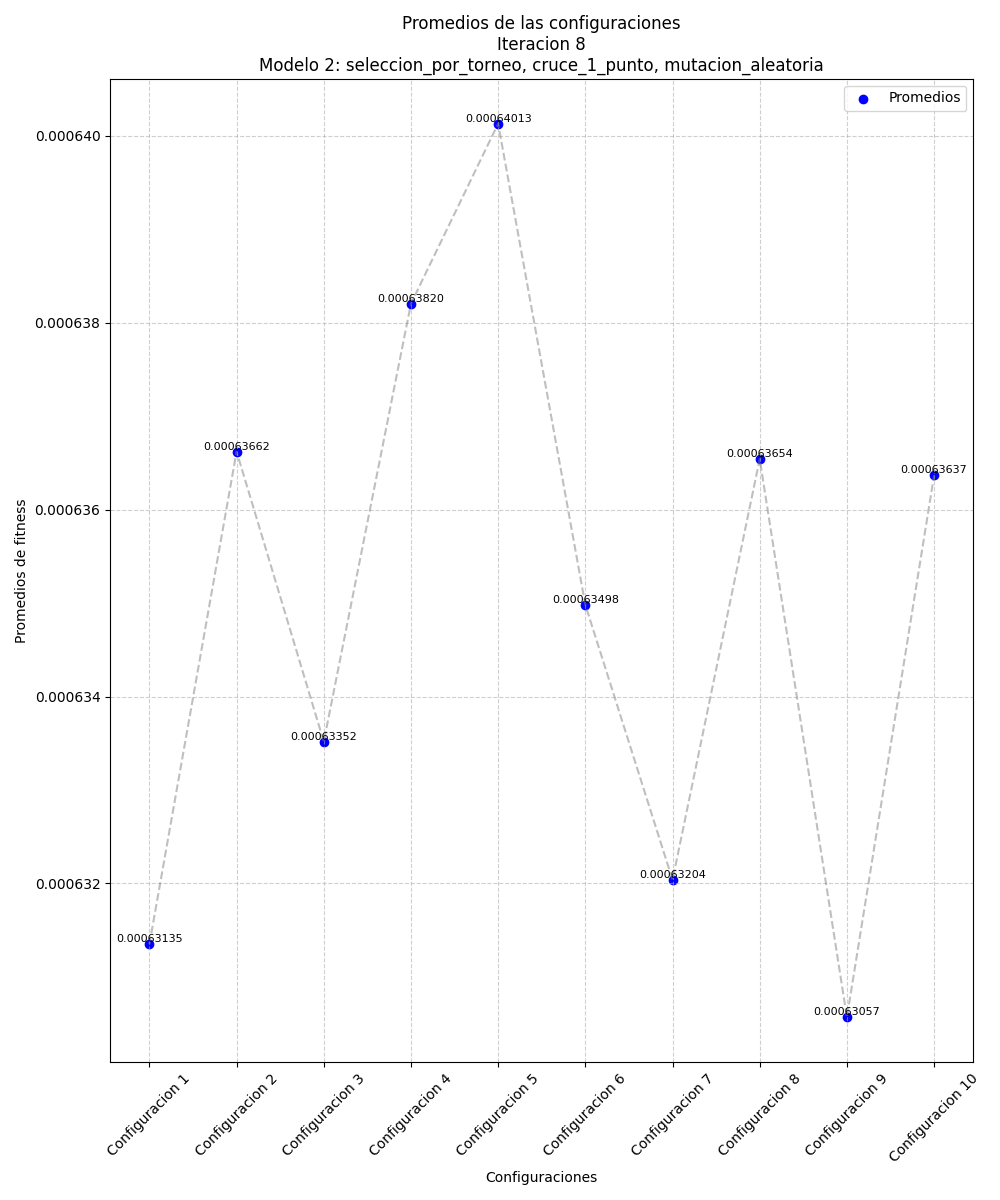 Promedios de las configuraciones
Iteracion 8
Modelo 2: seleccion_por_torneo, cruce_1_punto, mutacion_aleatoria
Promedios
0.000640
0.000638
0.000636
0.000634
0.000632
Promedios de fitness
0.00063135
0.00063662
0.00063352
0.00063820
0.00064013
0.00063498
0.00063204
0.00063654
0.00063057
0.00063637
Configuracion 1
Configuracion 2
Configuracion 3
Configuracion 4
Configuracion 5
Configuracion 6
Configuracion 7
Configuracion 8
Configuracion 9
Configuracion 10
Configuraciones